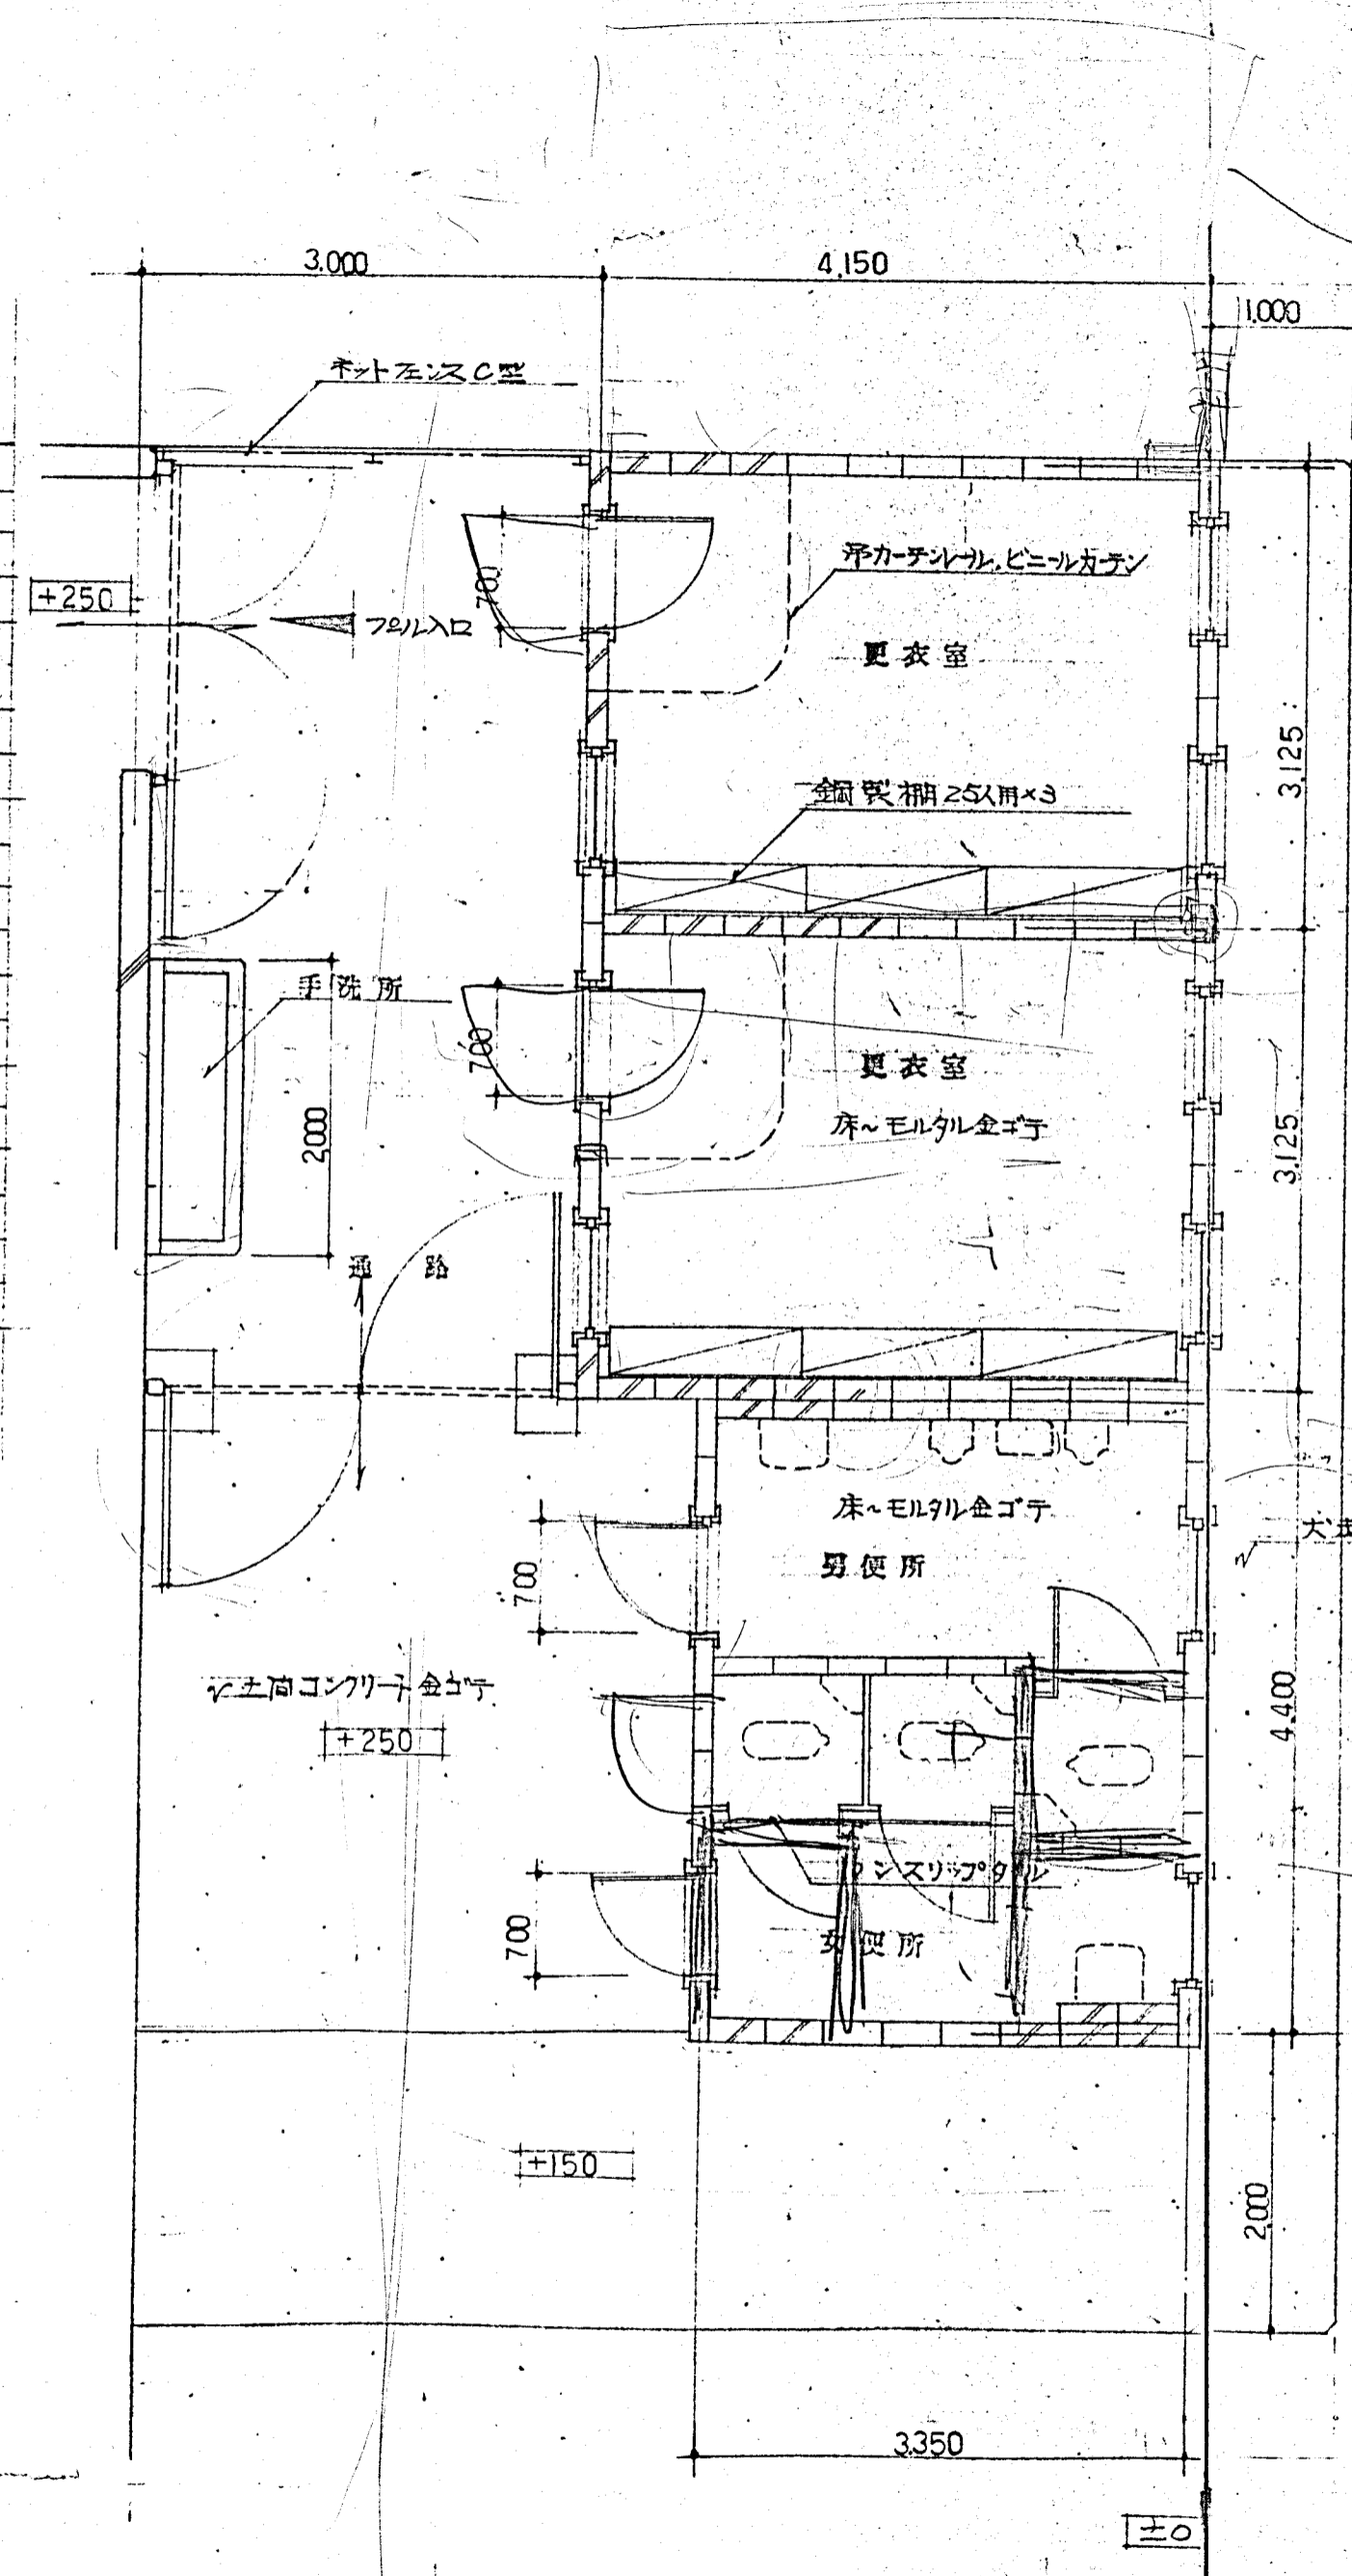 3.000
4,150
1.000
ネットフェンスC型
+250
プール入口
700
吊カーテンレール,ビニールカーテン
更衣室
3.125
鋼製棚25人用×3
手洗所
2,000
700
更衣室
床~モルタル金ゴテ
3.125
通 路
床~モルタル金ゴテ
男便所
700
土間コンクリート金ゴテ
+250
4.400
ノンスリップタイル
女便所
700
+150
2.000
3.350
±0